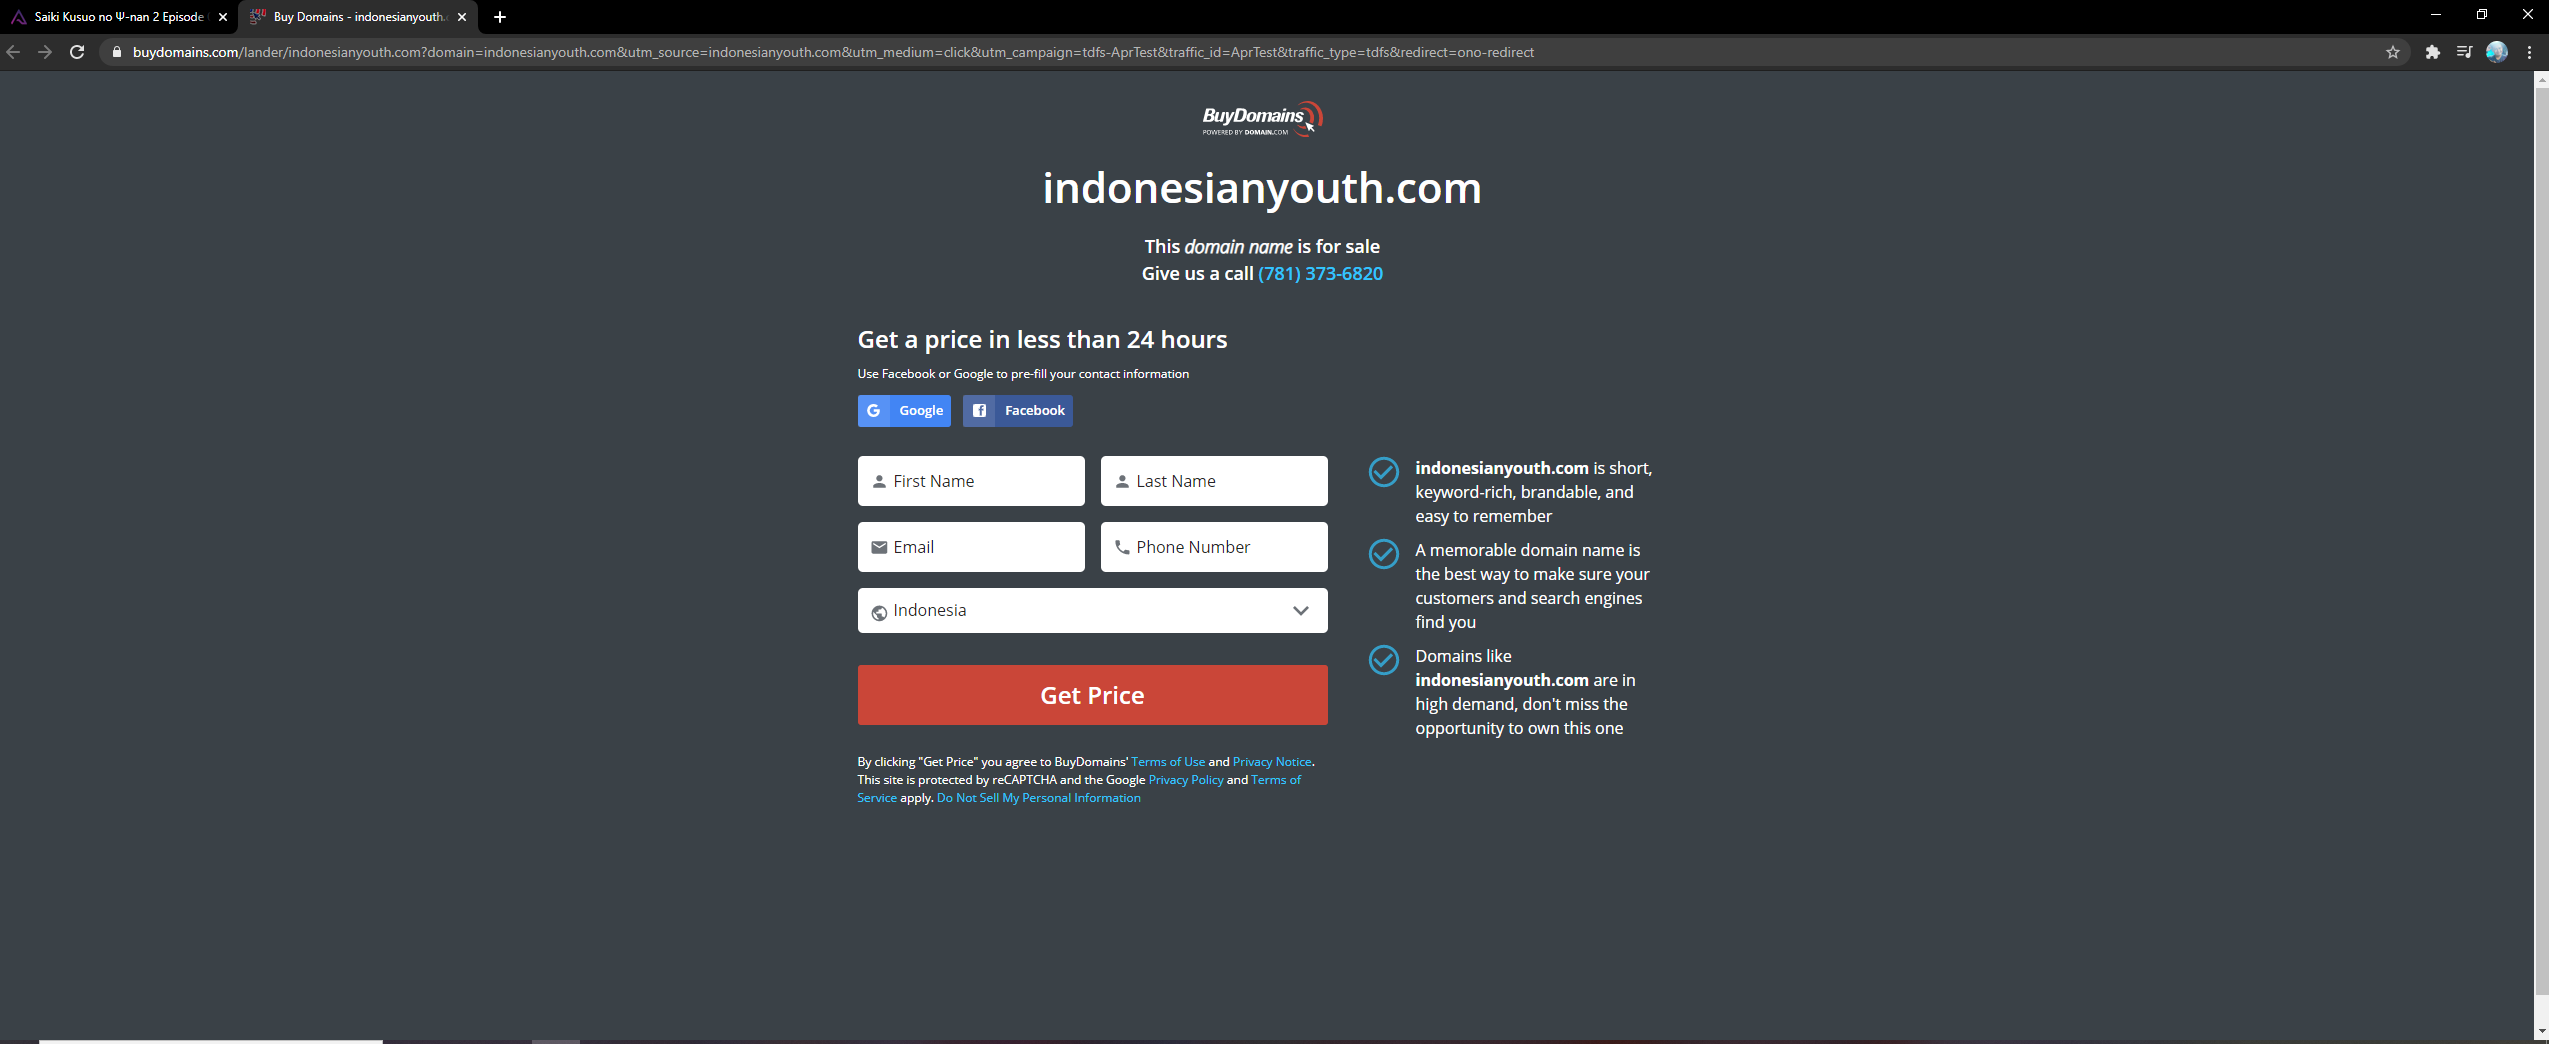 Saiki Kusuo no Ψ-nan 2 Episode
Buy Domains - indonesianyouth.
buydomains.com/lander/indonesianyouth.com?domain=indonesianyouth.com&utm_source=indonesianyouth.com&utm_medium=click&utm_campaign=tdfs-AprTest&traffic_id=AprTest&traffic_type=tdfs&redirect=ono-redirect
BuyDomains
POWERED BY DOMAIN.COM
indonesianyouth.com
This domain name is for sale
Give us a call (781) 373-6820
Get a price in less than 24 hours
Use Facebook or Google to pre-fill your contact information
Google
Facebook
First Name
Last Name
Email
Phone Number
Indonesia
Get Price
By clicking "Get Price" you agree to BuyDomains' Terms of Use and Privacy Notice.
This site is protected by reCAPTCHA and the Google Privacy Policy and Terms of
Service apply. Do Not Sell My Personal Information
indonesianyouth.com is short,
keyword-rich, brandable, and
easy to remember
A memorable domain name is
the best way to make sure your
customers and search engines
find you
Domains like
indonesianyouth.com are in
high demand, don't miss the
opportunity to own this one